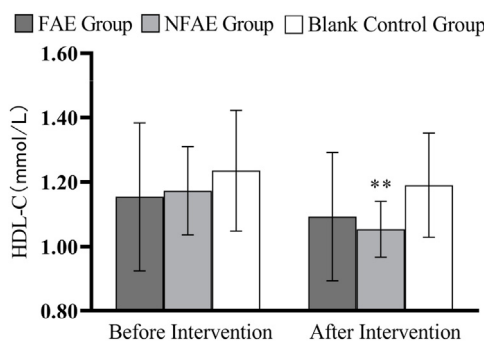 FAE Group NFAE Group Blank Control Group
HDL-C(mmol/L)
1.60
1.40
1.20
1.00
0.80
**
Before Intervention After Intervention